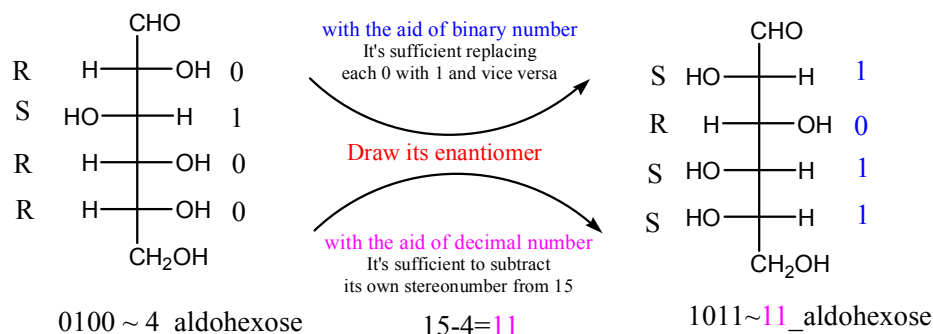 CHO
R H OH 0
S HO H 1
R H OH 0
R H OH 0
CH2OH
0100 ~ 4_aldohexose
with the aid of binary number
It's sufficient replacing
each 0 with 1 and vice versa
Draw its enantiomer
with the aid of decimal number
It's sufficient to subtract
its own stereonumber from 15
15-4=11
CHO
S HO H 1
R H OH 0
S HO H 1
S HO H 1
CH2OH
1011~11_aldohexose